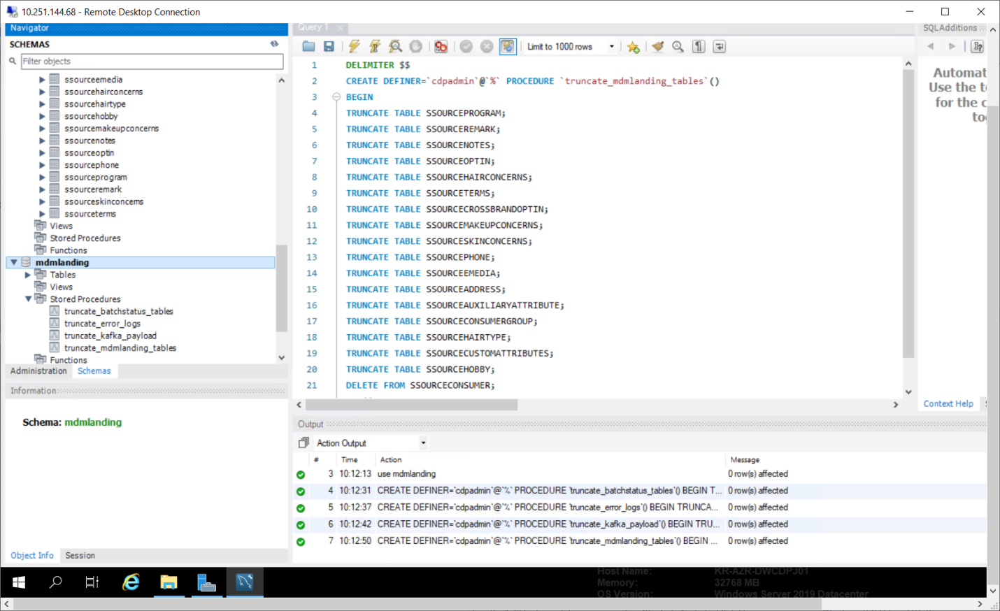 10.251.144.68 - Remote Desktop Connection
Navigator
SCHEMAS
Filter objects
ssourceemedia
ssourcehairconcerns
ssourcehairtype
ssourcehobby
ssourcemakeupconcerns
ssourcenotes
ssourceoptin
ssourcephone
ssourceprogram
ssourceremark
ssourceskinconcerns
ssourceterms
Views
Stored Procedures
Functions
mdmlanding
Tables
Views
Stored Procedures
truncate_batchstatus_tables
truncate_error_logs
truncate_kafka_payload
truncate_mdmlanding_tables
Functions
Administration Schemas
Information
Schema: mdmlanding
Object Info Session
Query 1
Limit to 1000 rows
1 DELIMITER $$
2 CREATE DEFINER=`cdpadmin`@`%` PROCEDURE `truncate_mdmlanding_tables`()
3 BEGIN
4 TRUNCATE TABLE SSOURCEPROGRAM;
5 TRUNCATE TABLE SSOURCEREMARK;
6 TRUNCATE TABLE SSOURCENOTES;
7 TRUNCATE TABLE SSOURCEOPTIN;
8 TRUNCATE TABLE SSOURCEHAIRCONCERNS;
9 TRUNCATE TABLE SSOURCETERMS;
10 TRUNCATE TABLE SSOURCECROSSBRANDOPTIN;
11 TRUNCATE TABLE SSOURCEMAKEUPCONCERNS;
12 TRUNCATE TABLE SSOURCESKINCONCERNS;
13 TRUNCATE TABLE SSOURCEPHONE;
14 TRUNCATE TABLE SSOURCEEMEDIA;
15 TRUNCATE TABLE SSOURCEADDRESS;
16 TRUNCATE TABLE SSOURCEAUXILIARYATTRIBUTE;
17 TRUNCATE TABLE SSOURCECONSUMERGROUP;
18 TRUNCATE TABLE SSOURCEHAIRTYPE;
19 TRUNCATE TABLE SSOURCECUSTOMATTRIBUTES;
20 TRUNCATE TABLE SSOURCEHOBBY;
21 DELETE FROM SSOURCECONSUMER;
SQLAdditions
Automat
Use the t
for the c
tog
Context Help
Output
Action Output
# Time Action Message
3 10:12:13 use mdmlanding 0 row(s) affected
4 10:12:31 CREATE DEFINER=`cdpadmin`@`%` PROCEDURE `truncate_batchstatus_tables`() BEGIN T... 0 row(s) affected
5 10:12:37 CREATE DEFINER=`cdpadmin`@`%` PROCEDURE `truncate_error_logs`() BEGIN TRUNCA... 0 row(s) affected
6 10:12:42 CREATE DEFINER=`cdpadmin`@`%` PROCEDURE `truncate_kafka_payload`() BEGIN TRU... 0 row(s) affected
7 10:12:50 CREATE DEFINER=`cdpadmin`@`%` PROCEDURE `truncate_mdmlanding_tables`() BEGIN ... 0 row(s) affected
Host Name: KR-AZR-DWCDPJ01
Memory: 32768 MB
OS Version: Windows Server 2019 Datacenter